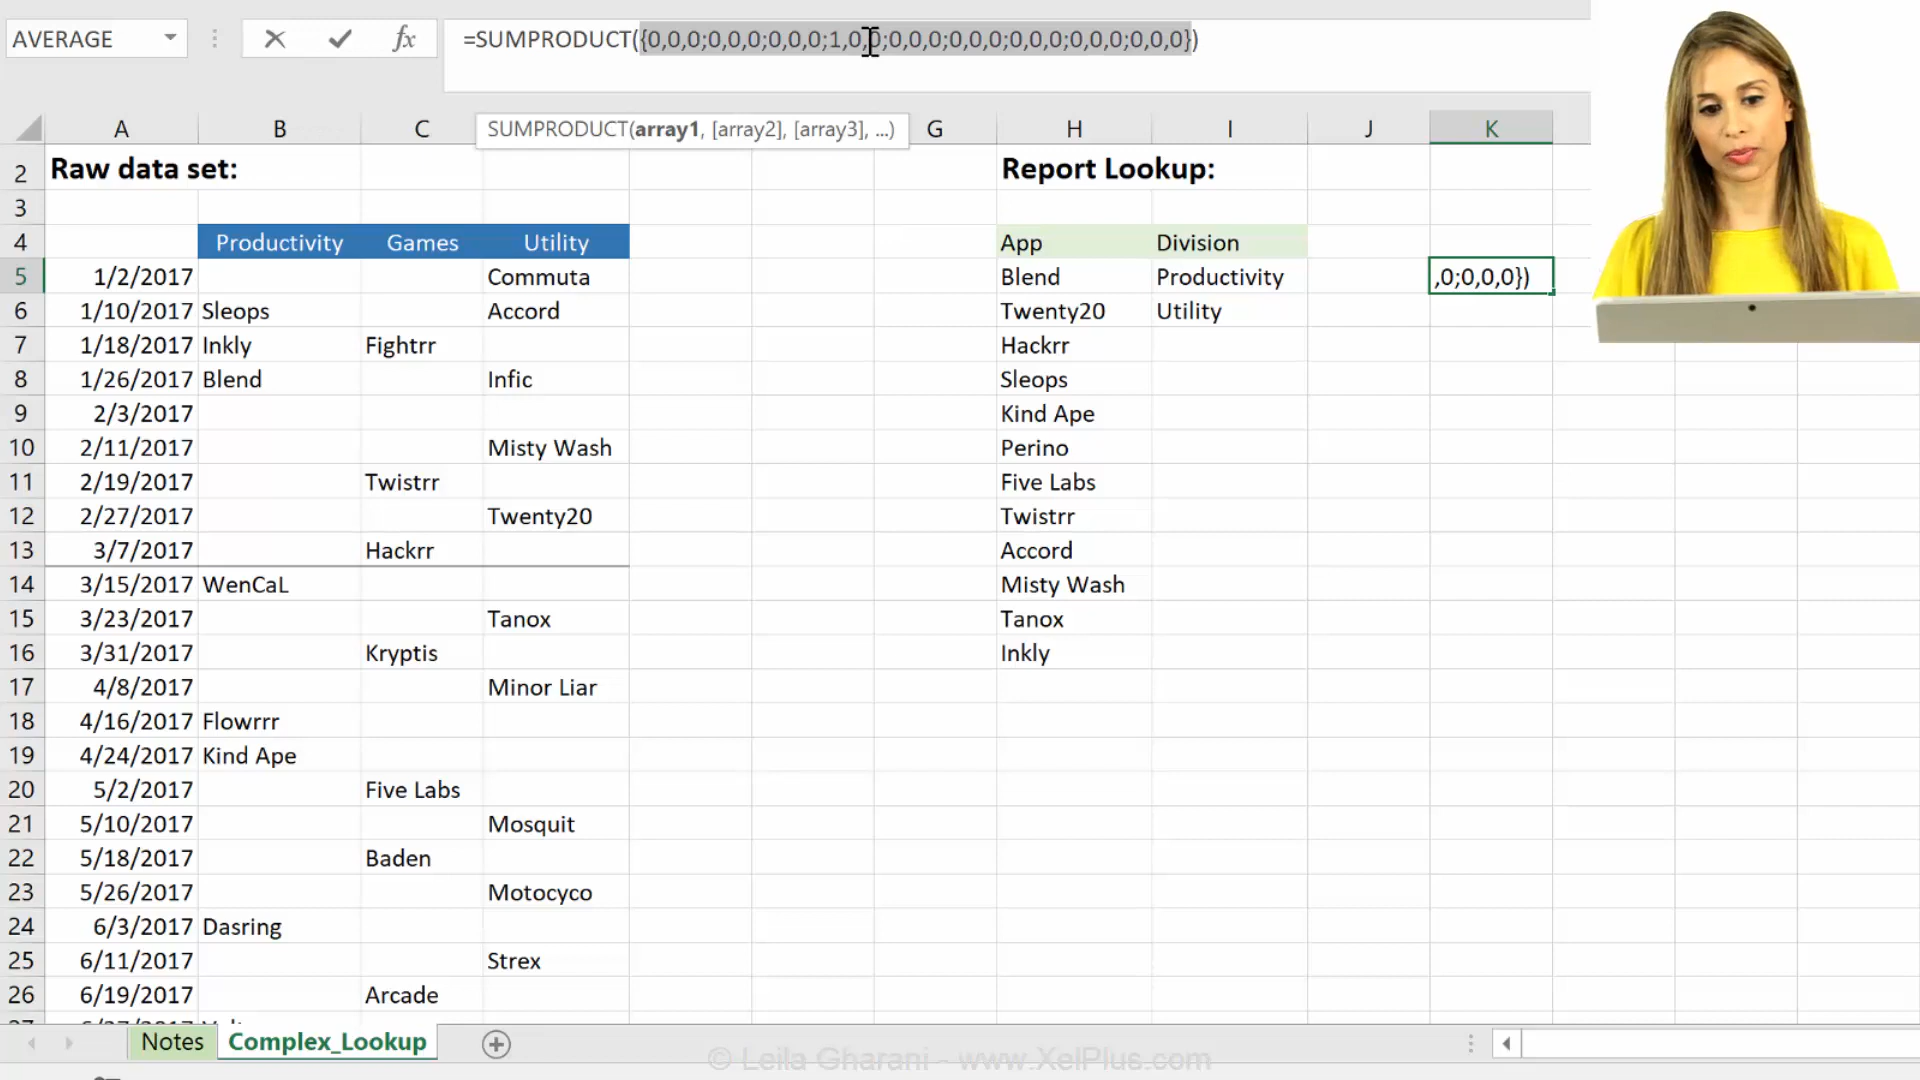 AVERAGE fx =SUMPRODUCT({0,0,0;0,0,0;0,0,0;1,0,0;0,0,0;0,0,0;0,0,0;0,0,0;0,0,0})
SUMPRODUCT(array1, [array2], [array3], ...)
A B C G H I J K
2 Raw data set: Report Lookup:
3
4 Productivity Games Utility App Division
5 1/2/2017 Commuta Blend Productivity ,0;0,0,0})
6 1/10/2017 Sleops Accord Twenty20 Utility
7 1/18/2017 Inkly Fightrr Hackrr
8 1/26/2017 Blend Infic Sleops
9 2/3/2017 Kind Ape
10 2/11/2017 Misty Wash Perino
11 2/19/2017 Twistrr Five Labs
12 2/27/2017 Twenty20 Twistrr
13 3/7/2017 Hackrr Accord
14 3/15/2017 WenCaL Misty Wash
15 3/23/2017 Tanox Tanox
16 3/31/2017 Kryptis Inkly
17 4/8/2017 Minor Liar
18 4/16/2017 Flowrrr
19 4/24/2017 Kind Ape
20 5/2/2017 Five Labs
21 5/10/2017 Mosquit
22 5/18/2017 Baden
23 5/26/2017 Motocyco
24 6/3/2017 Dasring
25 6/11/2017 Strex
26 6/19/2017 Arcade
Notes Complex_Lookup
© Leila Gharani - www.XelPlus.com